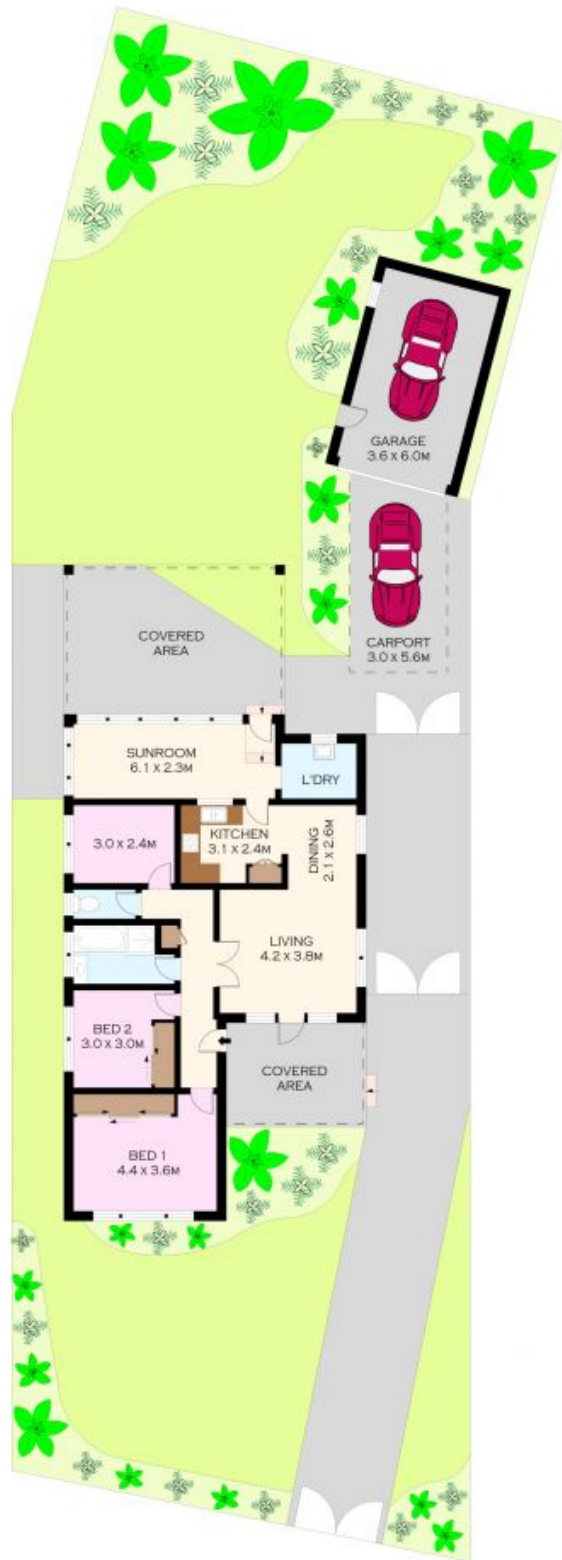 GARAGE
3.6 X 6.0M
CARPORT
3.0 X 5.6M
COVERED
AREA
SUNROOM
6.1 X 2.3M
L'DRY
3.0 X 2.4M
KITCHEN
3.1 X 2.4M
DINING
2.1 X 2.6M
LIVING
4.2 X 3.8M
BED 2
3.0 X 3.0M
COVERED
AREA
BED 1
4.4 X 3.6M